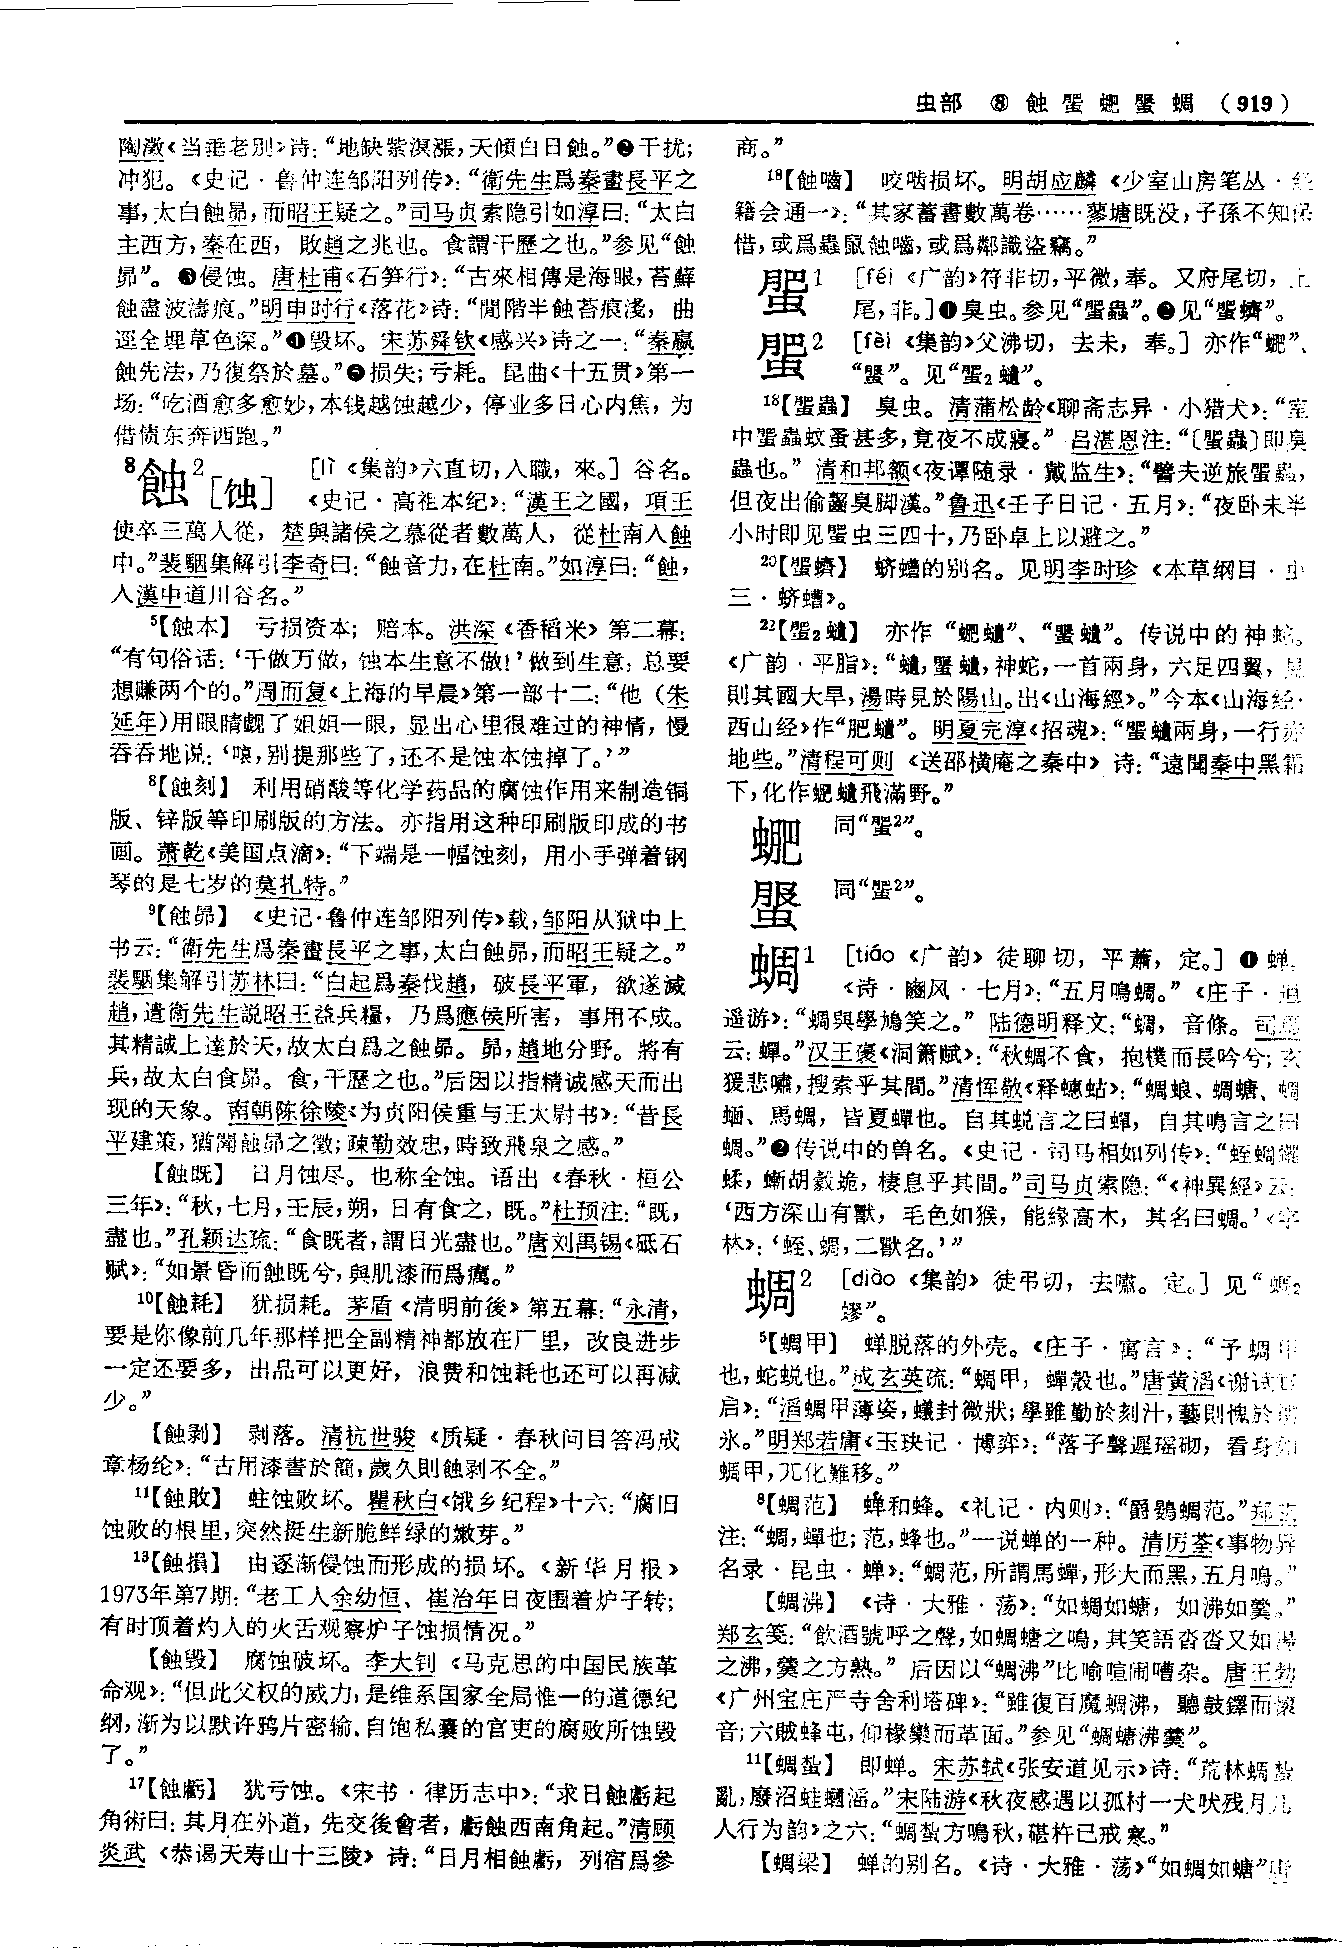 虫部 ⑧ 蝕蜰蜚蟹蜩（919）
陶澂《当垂老别》诗：“地缺紫溟漲，天傾白日蝕。”❷干扰；
冲犯。《史记·鲁仲连邹阳列传》：“衛先生爲秦畫長平之
事，太白蝕昴，而昭王疑之。”司马贞索隐引如淳曰：“太白
主西方，秦在西，敗趙之兆也。食謂干歷之也。”参见“蝕
昴”。❸侵蚀。唐杜甫《石笋行》：“古來相傳是海眼，苔蘚
蝕盡波濤痕。”明申时行《落花》诗：“閒階半蝕苔痕淺，曲
逕全埋草色深。”❹毁坏。宋苏舜钦《感兴》诗之一：“秦嬴
蝕先法，乃復祭於墓。”❺损失；亏耗。昆曲《十五贯》第一
场：“吃酒愈多愈妙，本钱越蚀越少，停业多日心内焦，为
借债东奔西跑。”
8蝕2［蚀］ ［lì《集韵》六直切，入職，來。］谷名。
《史记·高祖本纪》：“漢王之國，項王
使卒三萬人從，楚與諸侯之慕從者數萬人，從杜南入蝕
中。”裴駰集解引李奇曰：“蝕音力，在杜南。”如淳曰：“蝕，
入漢中道川谷名。”
5【蝕本】 亏损资本；赔本。洪深《香稻米》第二幕：
“有句俗话：‘千做万做，蚀本生意不做！’做到生意，总要
想赚两个的。”周而复《上海的早晨》第一部十二：“他（朱
延年）用眼睛觑了姐姐一眼，显出心里很难过的神情，慢
吞吞地说：‘唉，别提那些了，还不是蚀本蚀掉了。’”
8【蝕刻】 利用硝酸等化学药品的腐蚀作用来制造铜
版、锌版等印刷版的方法。亦指用这种印刷版印成的书
画。萧乾《美国点滴》：“下端是一幅蚀刻，用小手弹着钢
琴的是七岁的莫扎特。”
9【蝕昴】 《史记·鲁仲连邹阳列传》载，邹阳从狱中上
书云：“衛先生爲秦畫長平之事，太白蝕昴，而昭王疑之。”
裴駰集解引苏林曰：“白起爲秦伐趙，破長平軍，欲遂滅
趙，遣衛先生説昭王益兵糧，乃爲應侯所害，事用不成。
其精誠上達於天，故太白爲之蝕昴。昴，趙地分野。將有
兵，故太白食昴。食，干歷之也。”后因以指精诚感天而出
现的天象。南朝陈徐陵《为贞阳侯重与王太尉书》：“昔長
平建策，猶聞蝕昴之徵；疎勒效忠，時致飛泉之感。”
【蝕既】 日月蚀尽。也称全蚀。语出《春秋·桓公
三年》：“秋，七月，壬辰，朔，日有食之，既。”杜预注：“既，
盡也。”孔颖达疏：“食既者，謂日光盡也。”唐刘禹锡《砥石
赋》：“如景昏而蝕既兮，與肌漆而爲癘。”
10【蝕耗】 犹损耗。茅盾《清明前後》第五幕：“永清，
要是你像前几年那样把全副精神都放在厂里，改良进步
一定还要多，出品可以更好，浪费和蚀耗也还可以再减
少。”
【蝕剥】 剥落。清杭世骏《质疑·春秋问目答冯成
章杨纶》：“古用漆書於簡，歲久則蝕剥不全。”
11【蝕敗】 蛀蚀败坏。瞿秋白《饿乡纪程》十六：“腐旧
蚀败的根里，突然挺生新脆鲜绿的嫩芽。”
13【蝕損】 由逐渐侵蚀而形成的损坏。《新华月报》
1973年第7期：“老工人余幼恒、崔治年日夜围着炉子转；
有时顶着灼人的火舌观察炉子蚀损情况。”
【蝕毁】 腐蚀破坏。李大钊《马克思的中国民族革
命观》：“但此父权的威力，是维系国家全局惟一的道德纪
纲，渐为以默许鸦片密输、自饱私囊的官吏的腐败所蚀毁
了。”
17【蝕虧】 犹亏蚀。《宋书·律历志中》：“求日蝕虧起
角術曰：其月在外道，先交後會者，虧蝕西南角起。”清顾
炎武《恭谒天寿山十三陵》诗：“日月相蝕虧，列宿爲參
商。”
18【蝕嚙】 咬啮损坏。明胡应麟《少室山房笔丛·经
籍会通一》：“其家蓄書數萬卷……蓼塘既没，子孫不知保
惜，或爲蟲鼠蝕嚙，或爲鄰識盜竊。”
蜰1 ［féi《广韵》符非切，平微，奉。又府尾切，上
尾，非。］❶臭虫。参见“蜰蟲”。❷见“蜰蠐”。
蜰2 ［fèi《集韵》父沸切，去未，奉。］亦作“䖠”、
“䘃”。见“蜰2𧔥”。
18【蜰蟲】 臭虫。清蒲松龄《聊斋志异·小猎犬》：“室
中蜰蟲蚊蚤甚多，竟夜不成寢。”吕湛恩注：“〔蜰蟲〕即臭
蟲也。”清和邦额《夜谭随录·戴监生》：“譬夫逆旅蜰蟲，
但夜出偷齧臭脚漢。”鲁迅《壬子日记·五月》：“夜卧未半
小时即见蜰虫三四十，乃卧卓上以避之。”
20【蜰蠐】 蛴螬的别名。见明李时珍《本草纲目·虫
三·蛴螬》。
22【蜰2𧔥】 亦作“𧔥”、“𧔥”。传说中的神蛇。
《广韵·平脂》：“𧔥，蜰𧔥，神蛇，一首兩身，六足四翼，見
則其國大旱，湯時見於陽山。出《山海經》。”今本《山海经·
西山经》作“肥𧔥”。明夏完淳《招魂》：“蜰𧔥兩身，一行赤
地些。”清程可则《送邵横庵之秦中》诗：“遠聞秦中黑霜
下，化作𧔥飛滿野。”
同“蜰2”。
同“蜰2”。
蜩1 ［tiáo《广韵》徒聊切，平蕭，定。］❶蝉。
《诗·豳风·七月》：“五月鳴蜩。”《庄子·逍
遥游》：“蜩與學鳩笑之。”陆德明释文：“蜩，音條。司馬
云：蟬。”汉王褒《洞箫赋》：“秋蜩不食，抱樸而長吟兮；玄
猨悲嘯，搜索乎其間。”清恽敬《释蟪蛄》：“蜩蜋、蜩螗、蜩
蝒、馬蜩，皆夏蟬也。自其蜕言之曰蟬，自其鳴言之曰
蜩。”❷传说中的兽名。《史记·司马相如列传》：“蛭蜩蠷
蝚，螹胡縠蛫，棲息乎其間。”司马贞索隐：“《神異經》云：
‘西方深山有獸，毛色如猴，能缘高木，其名曰蜩。’《字
林》：‘蛭、蜩，二獸名。’”
蜩2 ［diào《集韵》徒弔切，去嘯。定。］见“蜩2
蟉”。
5【蜩甲】 蝉脱落的外壳。《庄子·寓言》：“予蜩甲
也，蛇蜕也。”成玄英疏：“蜩甲，蟬殼也。”唐黄滔《谢试官
启》：“滔蜩甲薄姿，蟻封微狀；學雖勤於刻汁，藝則愧於
氷。”明郑若庸《玉玦记·博弈》：“落子聲遲瑶砌，看身如
蜩甲，兀化難移。”
8【蜩范】 蝉和蜂。《礼记·内则》：“爵鷃蜩范。”郑玄
注：“蜩，蟬也；范，蜂也。”一说蝉的一种。清厉荃《事物异
名录·昆虫·蝉》：“蜩范，所謂馬蟬，形大而黑，五月鳴。”
【蜩沸】 《诗·大雅·荡》：“如蜩如螗，如沸如羹。”
郑玄笺：“飲酒號呼之聲，如蜩螗之鳴，其笑語沓沓又如湯
之沸，羹之方熟。”后因以“蜩沸”比喻喧闹嘈杂。唐王勃
《广州宝庄严寺舍利塔碑》：“雖復百魔蜩沸，聽鼓鐸而懷
音；六賊蜂屯，仰椽欒而革面。”参见“蜩螗沸羹”。
11【蜩蟄】 即蝉。宋苏轼《张安道见示》诗：“荒林蜩蟄
亂，廢沼蛙蟈淫。”宋陆游《秋夜感遇以孤村一犬吠残月几
人行为韵》之六：“蜩蟄方鳴秋，碪杵已戒寒。”
【蜩梁】 蝉的别名。《诗·大雅·荡》“如蜩如螗”唐